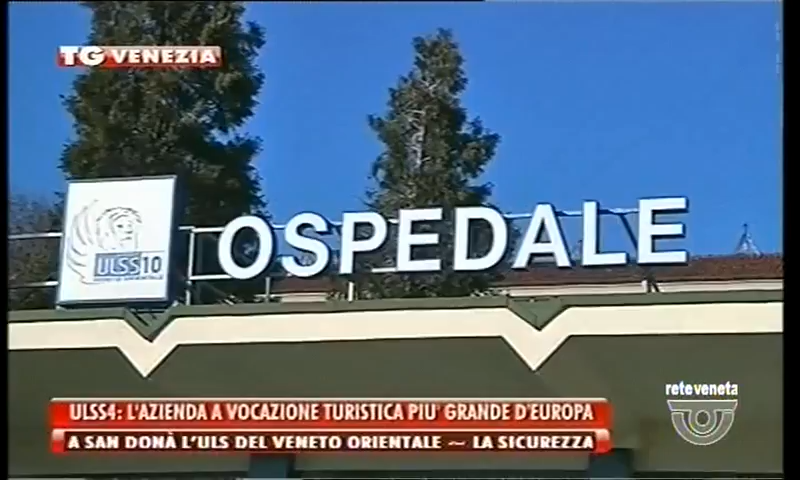 TG VENEZIA
OSPEDALE
ULSS10
reteveneta
ULSS4: L'AZIENDA A VOCAZIONE TURISTICA PIU' GRANDE D'EUROPA
A SAN DONÀ L'ULS DEL VENETO ORIENTALE ~ LA SICUREZZA